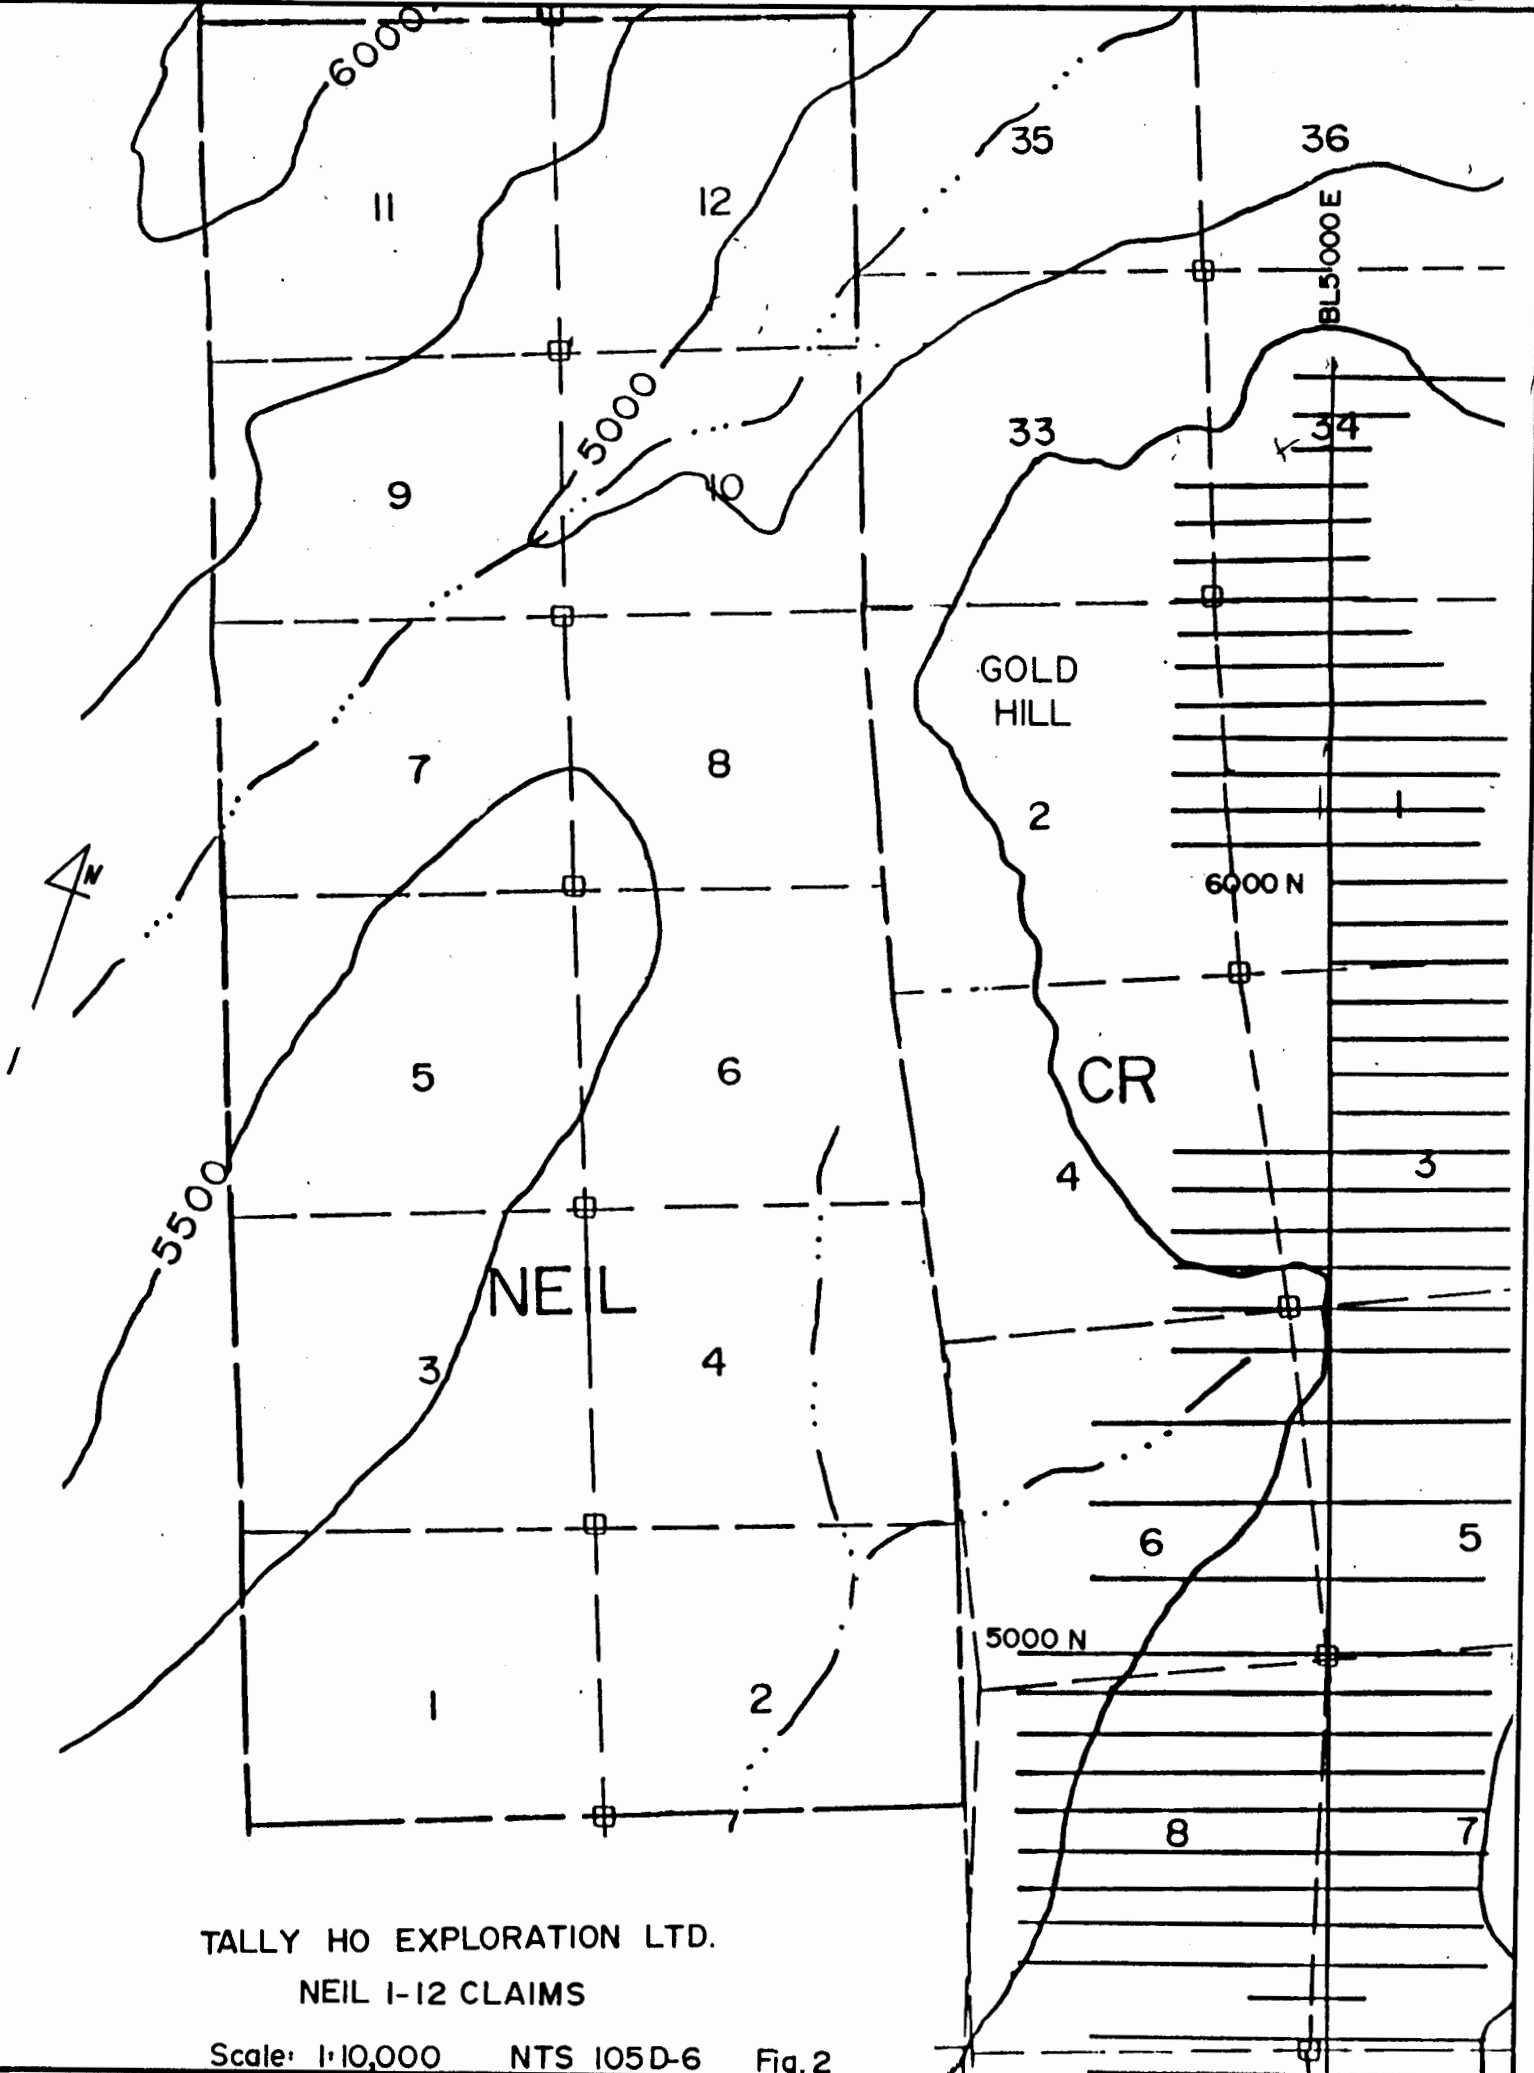 6000'
35
36
11
12
BL5000E
5000
33
34
9
10
GOLD
HILL
7
8
2
1
N
6000 N
5
6
CR
4
3
5500
NEIL
3
4
6
5
5000 N
1
2
8
7
TALLY HO EXPLORATION LTD.
NEIL 1-12 CLAIMS
Scale: 1:10,000 NTS 105D-6 Fig. 2